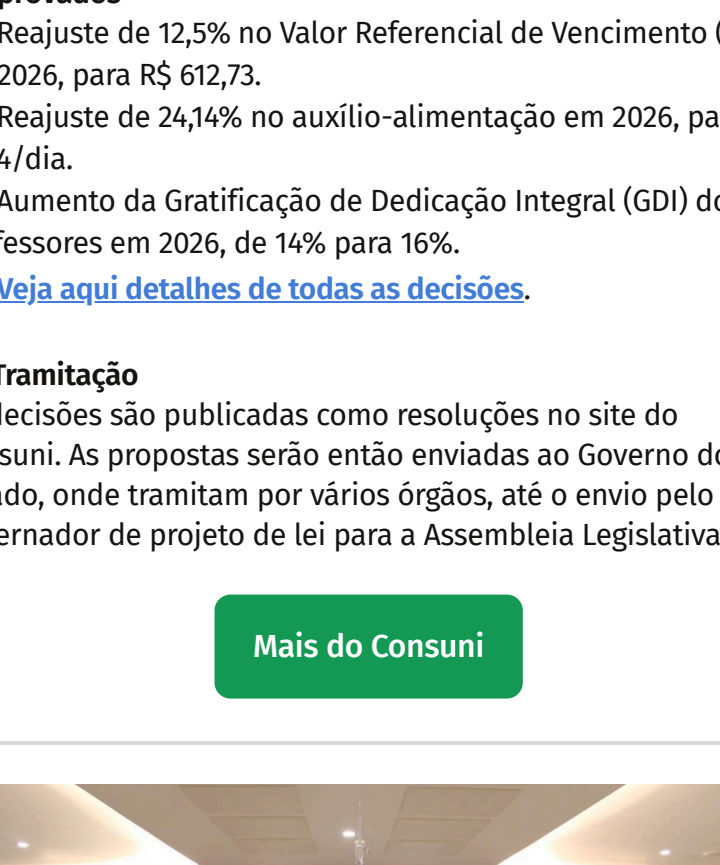 provados
Reajuste de 12,5% no Valor Referencial de Vencimento (
2026, para R$ 612,73.
Reajuste de 24,14% no auxílio-alimentação em 2026, pa
4/dia.
Aumento da Gratificação de Dedicação Integral (GDI) do
fessores em 2026, de 14% para 16%.
Veja aqui detalhes de todas as decisões.
Tramitação
decisões são publicadas como resoluções no site do
suni. As propostas serão então enviadas ao Governo do
ado, onde tramitam por vários órgãos, até o envio pelo
ernador de projeto de lei para a Assembleia Legislativa
Mais do Consuni